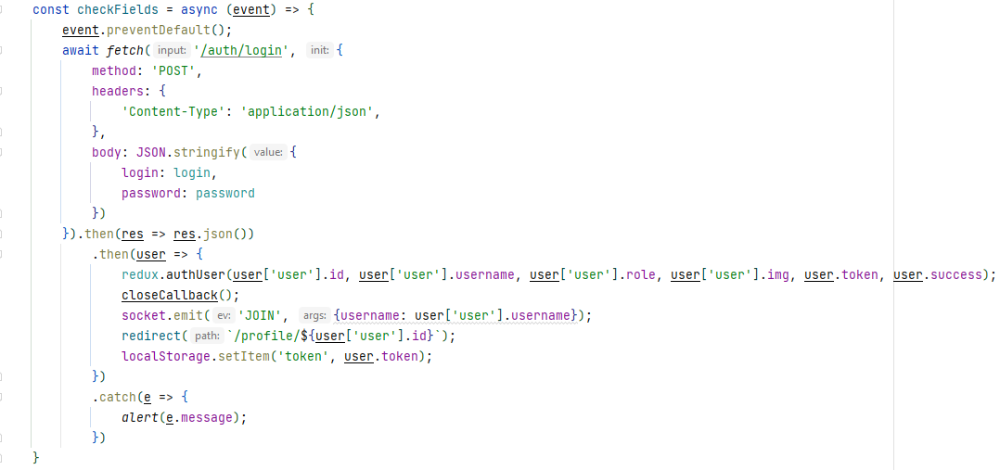 const checkFields = async (event) => {
    event.preventDefault();
    await fetch( input: '/auth/login', init: {
        method: 'POST',
        headers: {
            'Content-Type': 'application/json',
        },
        body: JSON.stringify( value: {
            login: login,
            password: password
        })
    }).then(res => res.json())
        .then(user => {
            redux.authUser(user['user'].id, user['user'].username, user['user'].role, user['user'].img, user.token, user.success);
            closeCallback();
            socket.emit( ev: 'JOIN', args: {username: user['user'].username});
            redirect( path: `/profile/${user['user'].id}`);
            localStorage.setItem('token', user.token);
        })
        .catch(e => {
            alert(e.message);
        })
}